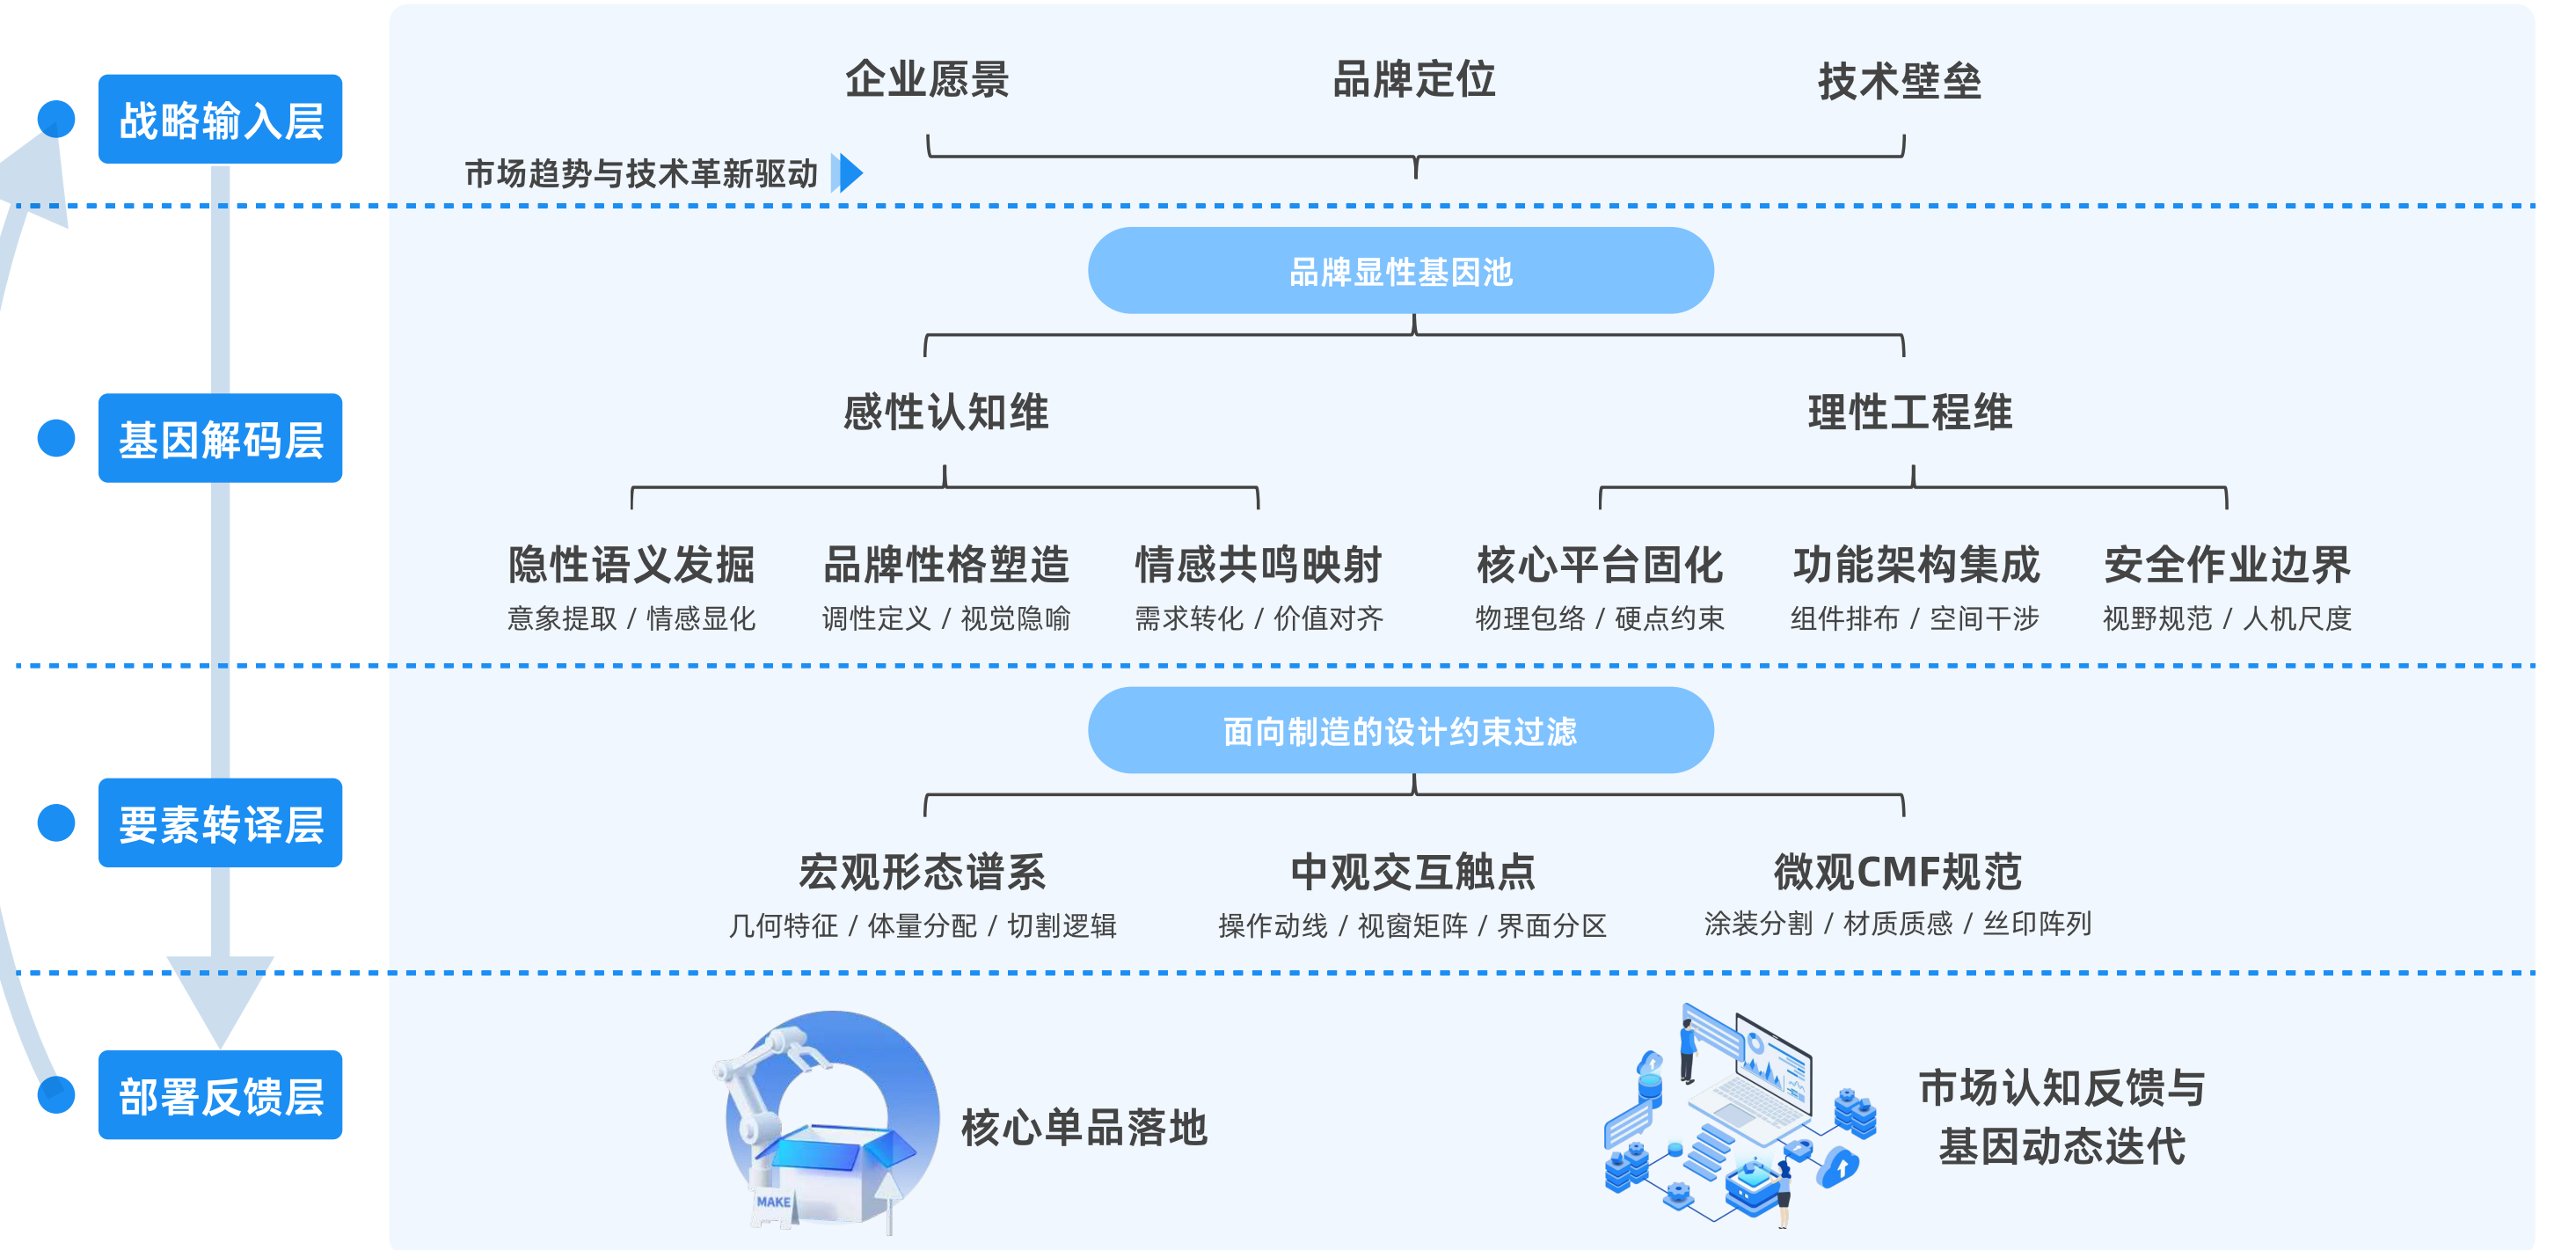 战略输入层
企业愿景
品牌定位
技术壁垒
市场趋势与技术革新驱动
品牌显性基因池
基因解码层
感性认知维
理性工程维
隐性语义发掘
意象提取 / 情感显化
品牌性格塑造
调性定义 / 视觉隐喻
情感共鸣映射
需求转化 / 价值对齐
核心平台固化
物理包络 / 硬点约束
功能架构集成
组件排布 / 空间干涉
安全作业边界
视野规范 / 人机尺度
面向制造的设计约束过滤
要素转译层
宏观形态谱系
几何特征 / 体量分配 / 切割逻辑
中观交互触点
操作动线 / 视窗矩阵 / 界面分区
微观CMF规范
涂装分割 / 材质质感 / 丝印阵列
部署反馈层
MAKE
核心单品落地
市场认知反馈与
基因动态迭代